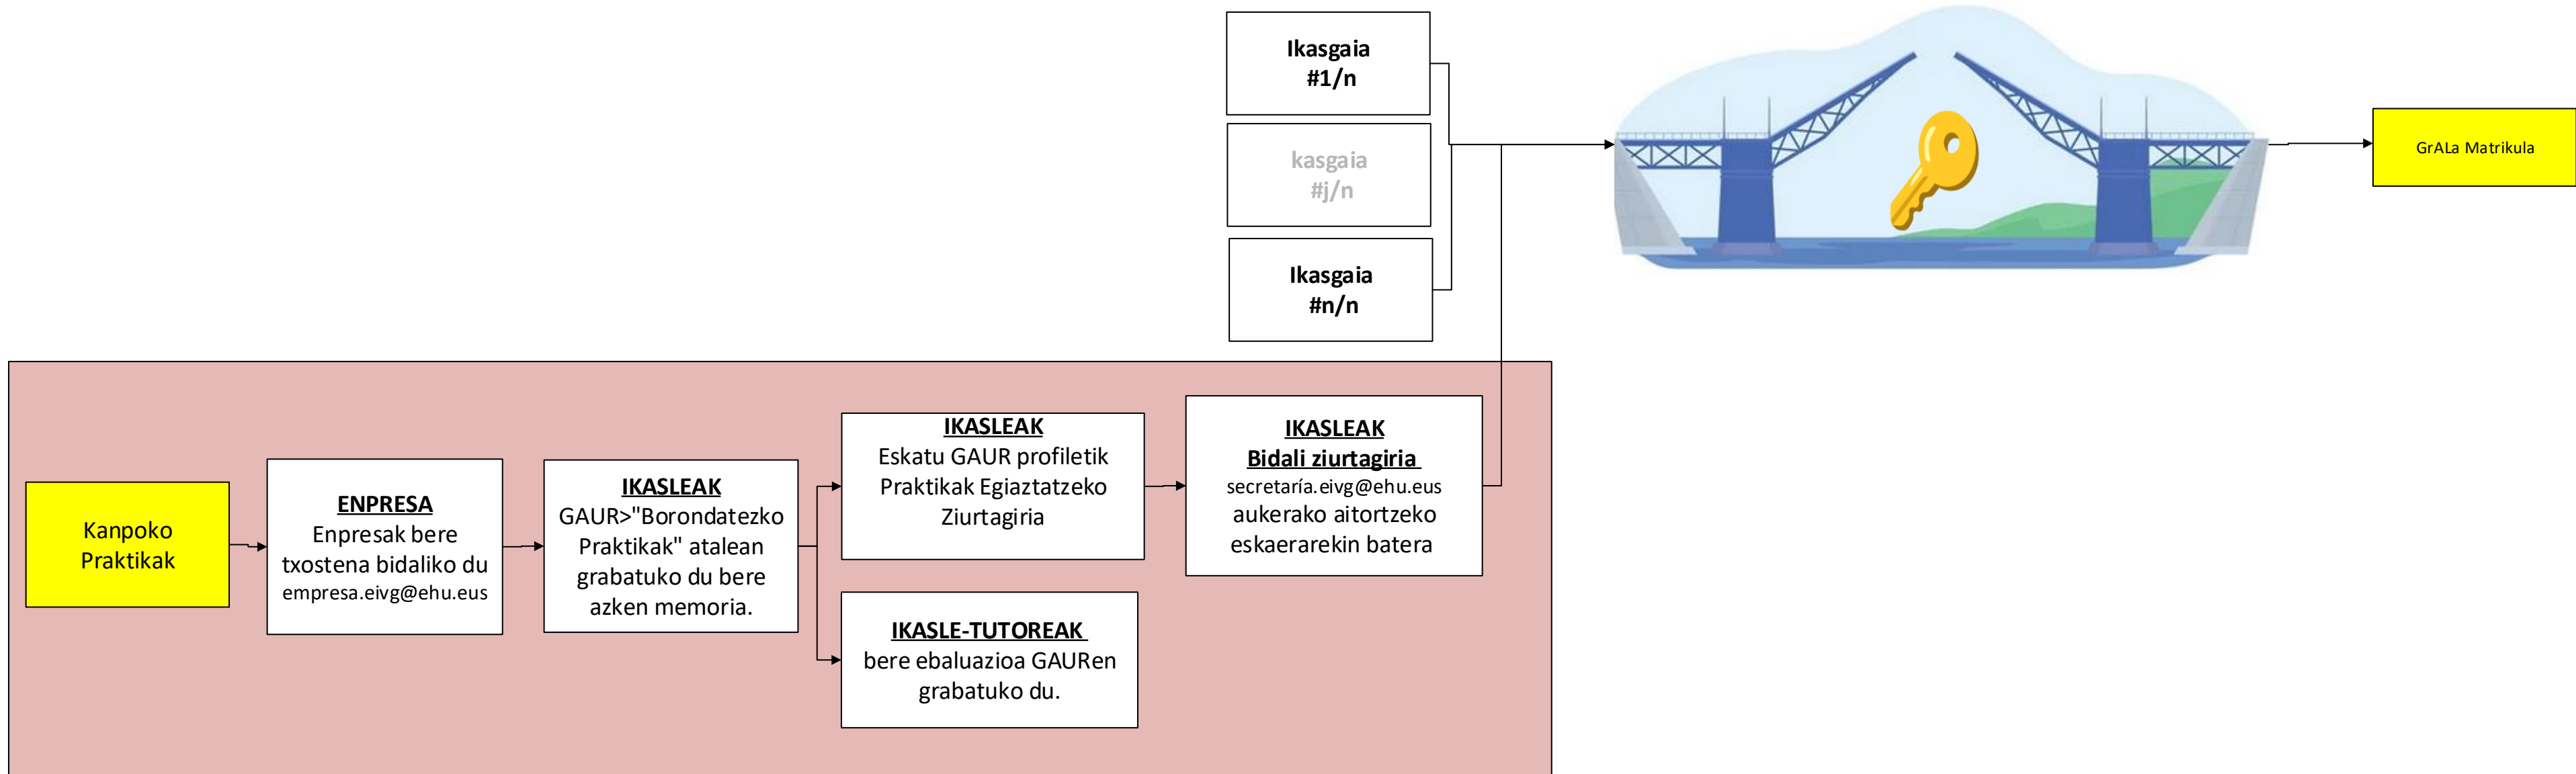 Ikasgaia
#1/n
kasgaia
#j/n
Ikasgaia
#n/n
GrALa Matrikula
Kanpoko
Praktikak
ENPRESA
Enpresak bere
txostena bidaliko du
empresa.eivg@ehu.eus
IKASLEAK
GAUR>"Borondatezko
Praktikak" atalean
grabatuko du bere
azken memoria.
IKASLEAK
Eskatu GAUR profiletik
Praktikak Egiaztatzeko
Ziurtagiria
IKASLE-TUTOREAK
bere ebaluazioa GAURen
grabatuko du.
IKASLEAK
Bidali ziurtagiria
secretaría.eivg@ehu.eus
aukerako aitortzeko
eskaerarekin batera